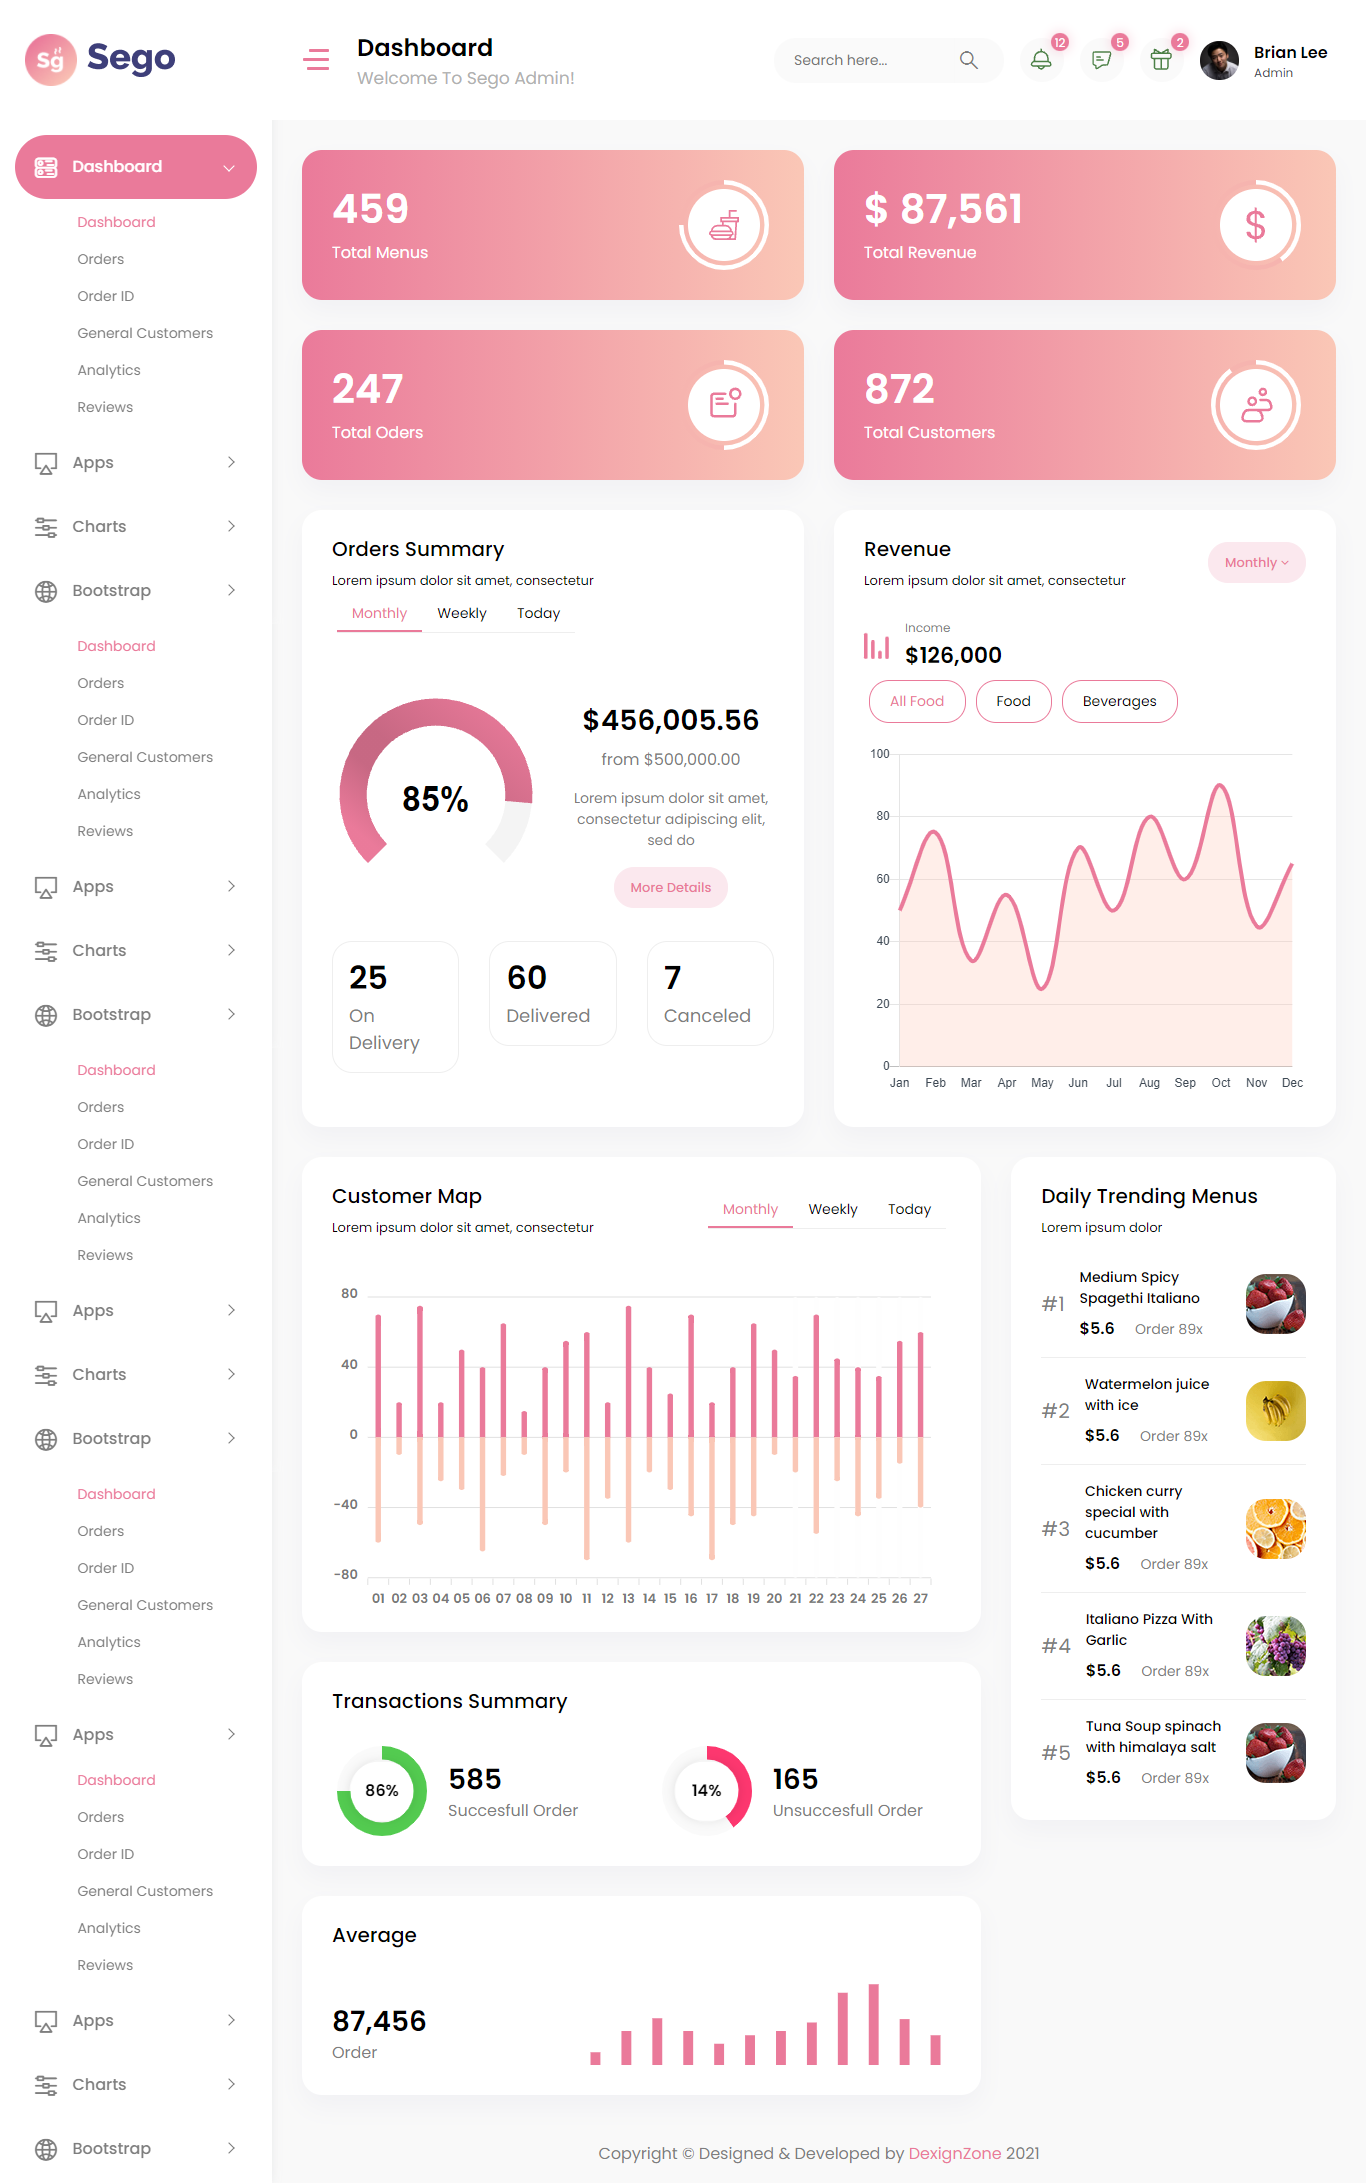 Sg
Sego
Dashboard
Welcome To Sego Admin!
Search here...
12
5
2
Brian Lee
Admin
Dashboard
Dashboard
Orders
Order ID
General Customers
Analytics
Reviews
Apps
Charts
Bootstrap
Dashboard
Orders
Order ID
General Customers
Analytics
Reviews
Apps
Charts
Bootstrap
Dashboard
Orders
Order ID
General Customers
Analytics
Reviews
Apps
Charts
Bootstrap
Dashboard
Orders
Order ID
General Customers
Analytics
Reviews
Apps
Dashboard
Orders
Order ID
General Customers
Analytics
Reviews
Apps
Charts
Bootstrap
459
Total Menus
$ 87,561
Total Revenue
$
247
Total Oders
872
Total Customers
Orders Summary
Lorem ipsum dolor sit amet, consectetur
Monthly Weekly Today
85%
$456,005.56
from $500,000.00
Lorem ipsum dolor sit amet,
consectetur adipiscing elit,
sed do
More Details
25
On
Delivery
60
Delivered
7
Canceled
Revenue
Lorem ipsum dolor sit amet, consectetur
Monthly
Income
$126,000
All Food Food Beverages
100
80
60
40
20
0
Jan Feb Mar Apr May Jun Jul Aug Sep Oct Nov Dec
Customer Map
Lorem ipsum dolor sit amet, consectetur
Monthly Weekly Today
80
40
0
-40
-80
01 02 03 04 05 06 07 08 09 10 11 12 13 14 15 16 17 18 19 20 21 22 23 24 25 26 27
Daily Trending Menus
Lorem ipsum dolor
#1
Medium Spicy
Spagethi Italiano
$5.6 Order 89x
#2
Watermelon juice
with ice
$5.6 Order 89x
#3
Chicken curry
special with
cucumber
$5.6 Order 89x
#4
Italiano Pizza With
Garlic
$5.6 Order 89x
#5
Tuna Soup spinach
with himalaya salt
$5.6 Order 89x
Transactions Summary
86%
585
Succesfull Order
14%
165
Unsuccesfull Order
Average
87,456
Order
Copyright © Designed & Developed by DexignZone 2021